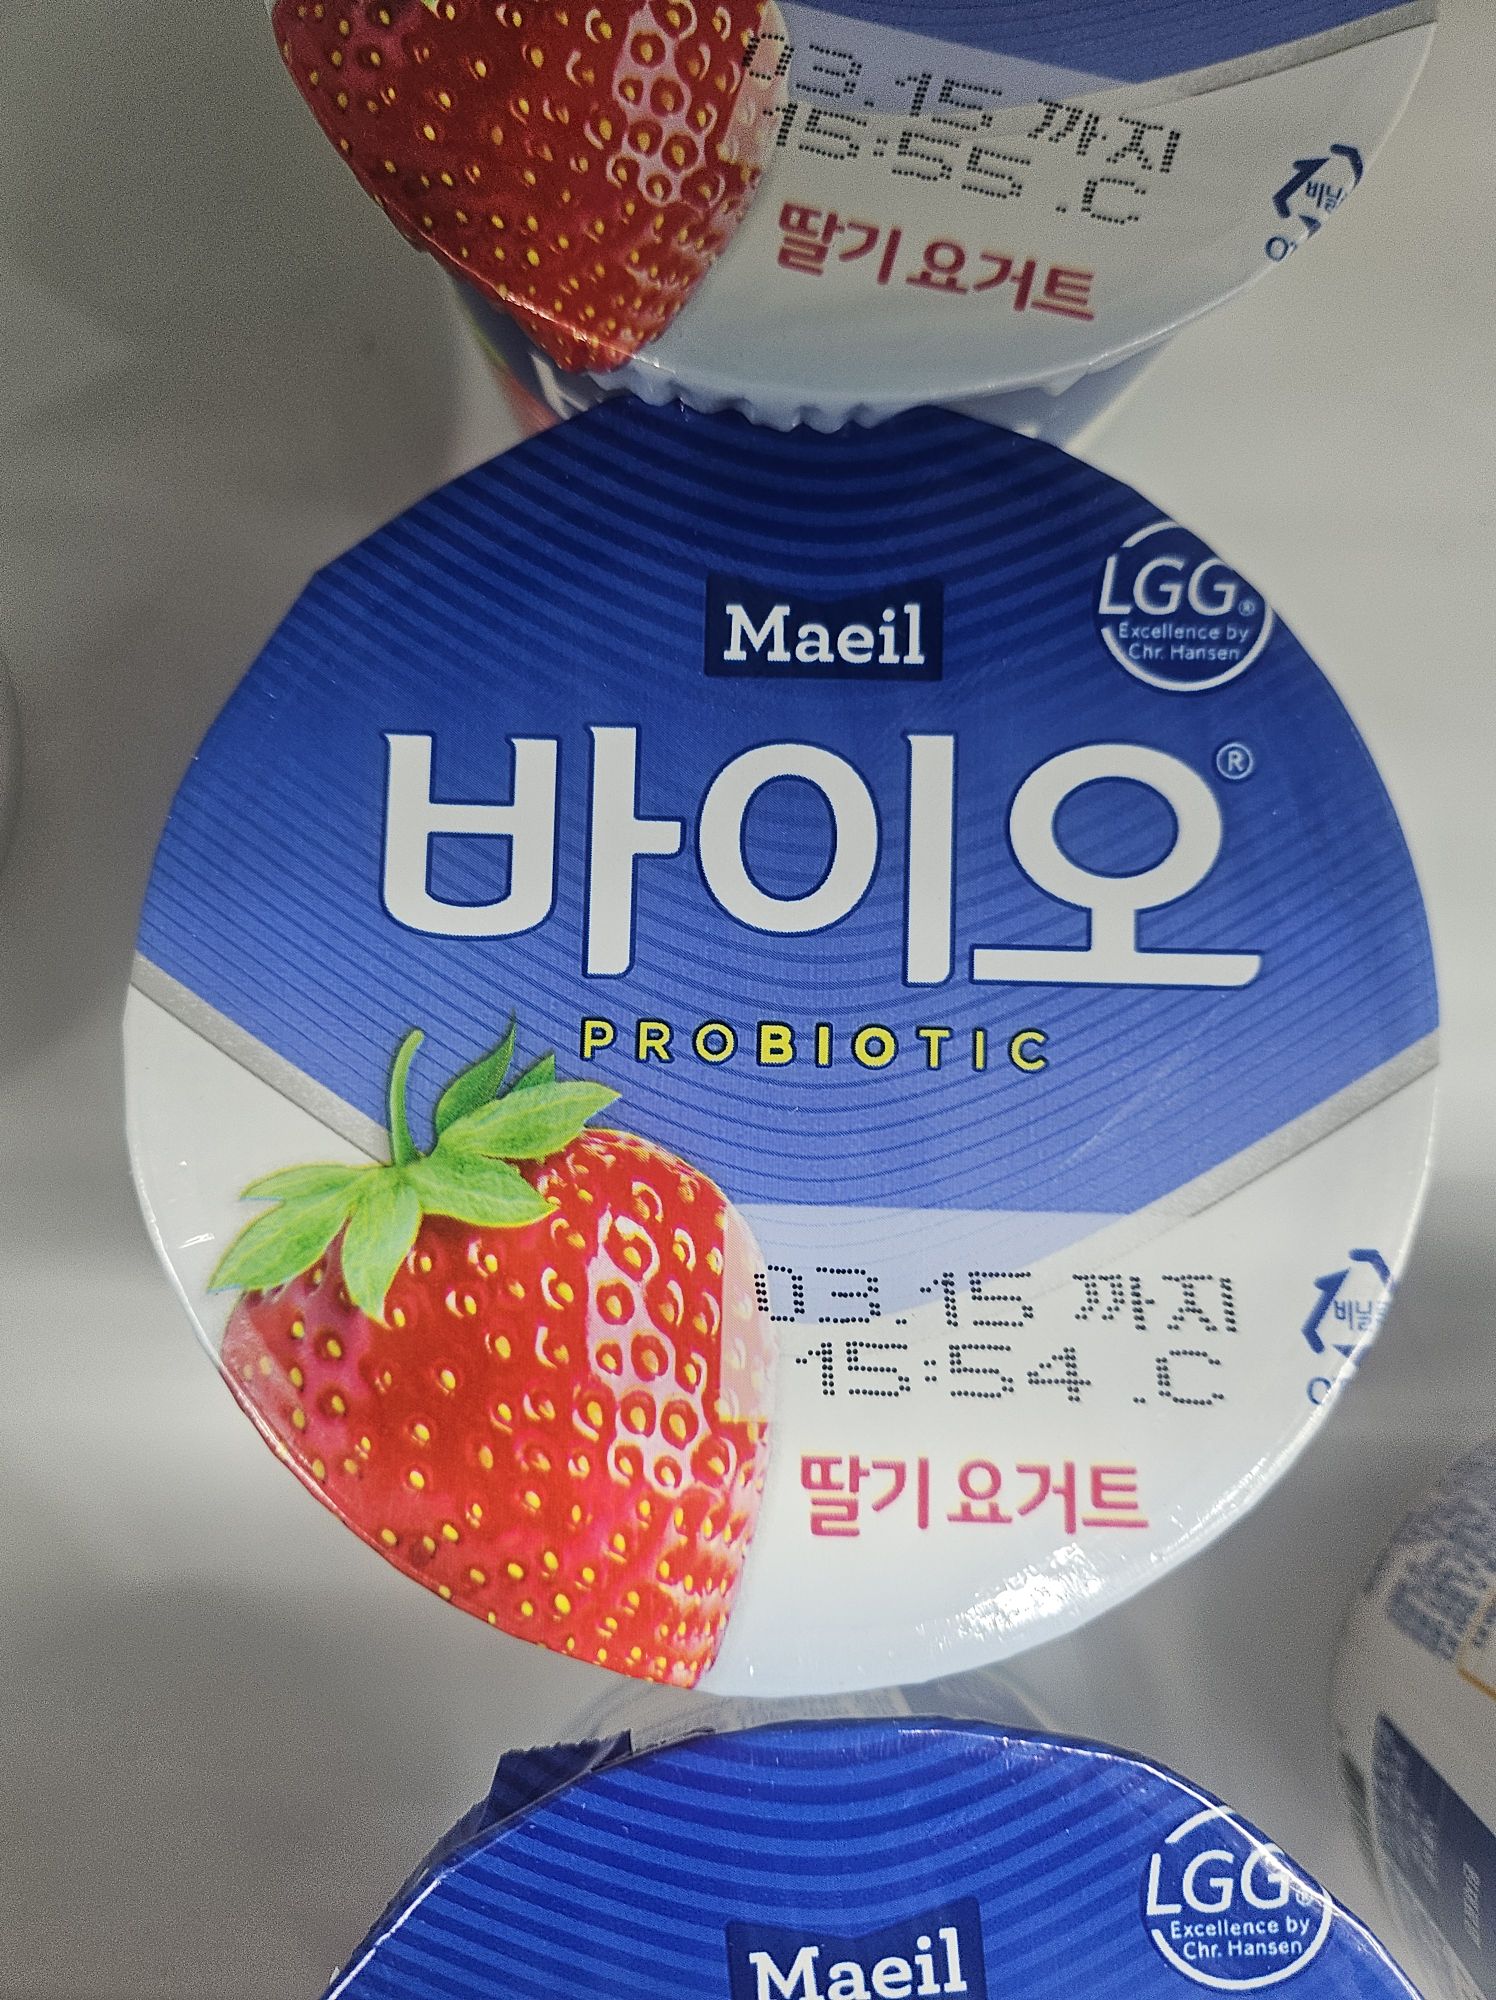 03.15 까지
15:55 .C
딸기 요거트
Maeil
LGG®
Excellence by
Chr. Hansen
바이오®
PROBIOTIC
03.15 까지
15:54 .C
딸기 요거트
Maeil
LGG®
Excellence by
Chr. Hansen